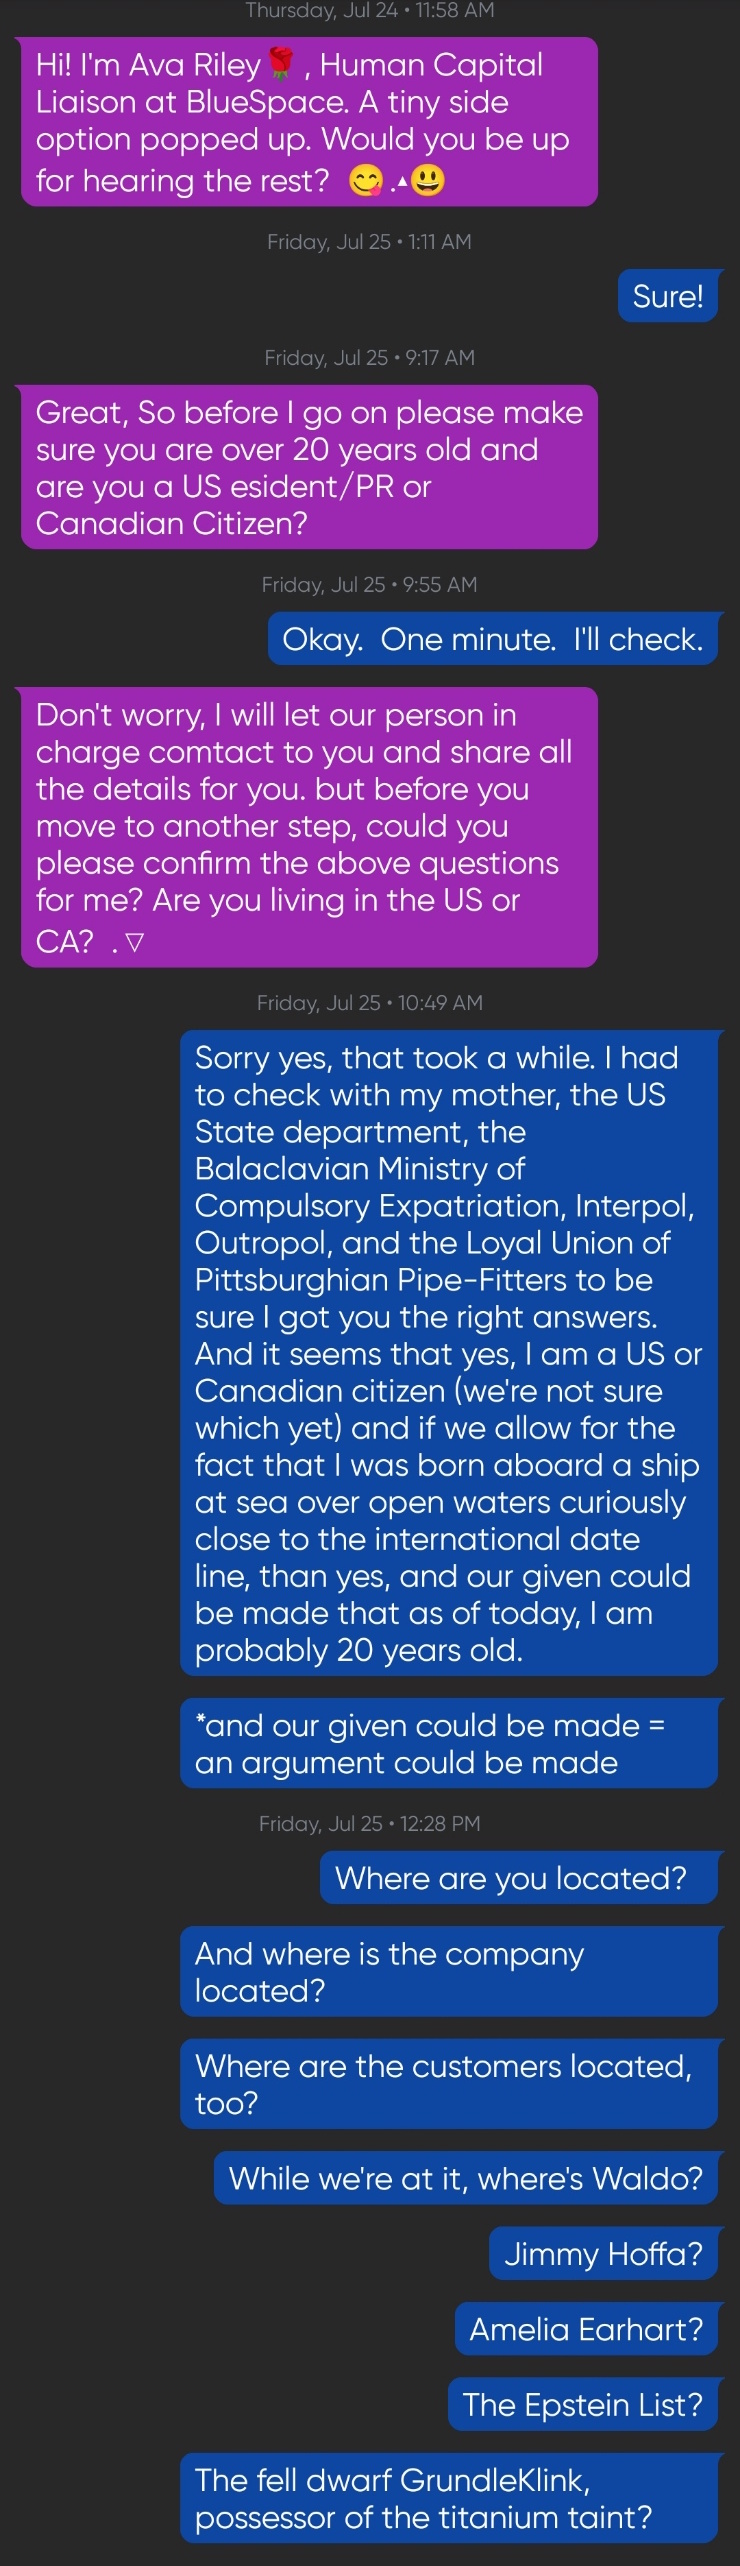 Thursday, Jul 24 • 11:58 AM
Hi! I'm Ava Riley🌹 , Human Capital
Liaison at BlueSpace. A tiny side
option popped up. Would you be up
for hearing the rest? 😋.▲😃
Friday, Jul 25 • 1:11 AM
Sure!
Friday, Jul 25 • 9:17 AM
Great, So before I go on please make
sure you are over 20 years old and
are you a US esident/PR or
Canadian Citizen?
Friday, Jul 25 • 9:55 AM
Okay. One minute. I'll check.
Don't worry, I will let our person in
charge comtact to you and share all
the details for you. but before you
move to another step, could you
please confirm the above questions
for me? Are you living in the US or
CA? . ▽
Friday, Jul 25 • 10:49 AM
Sorry yes, that took a while. I had
to check with my mother, the US
State department, the
Balaclavian Ministry of
Compulsory Expatriation, Interpol,
Outropol, and the Loyal Union of
Pittsburghian Pipe-Fitters to be
sure I got you the right answers.
And it seems that yes, I am a US or
Canadian citizen (we're not sure
which yet) and if we allow for the
fact that I was born aboard a ship
at sea over open waters curiously
close to the international date
line, than yes, and our given could
be made that as of today, I am
probably 20 years old.
*and our given could be made =
an argument could be made
Friday, Jul 25 • 12:28 PM
Where are you located?
And where is the company
located?
Where are the customers located,
too?
While we're at it, where's Waldo?
Jimmy Hoffa?
Amelia Earhart?
The Epstein List?
The fell dwarf GrundleKlink,
possessor of the titanium taint?